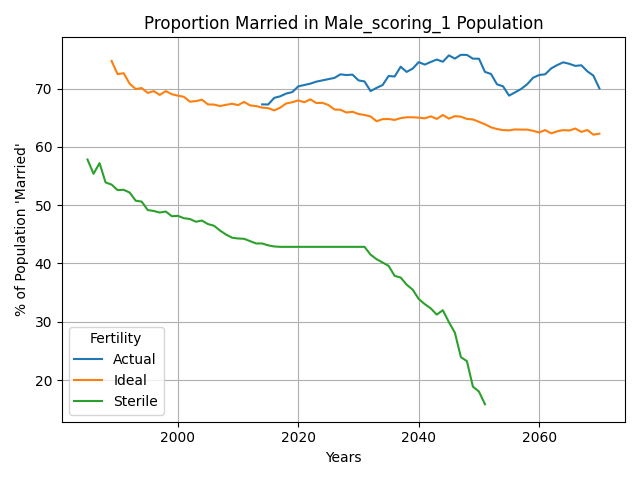 Proportion Married in Male_scoring_1 Population
% of Population 'Married'
70
60
50
40
30
20
Fertility
Actual
Ideal
Sterile
2000 2020 2040 2060
Years